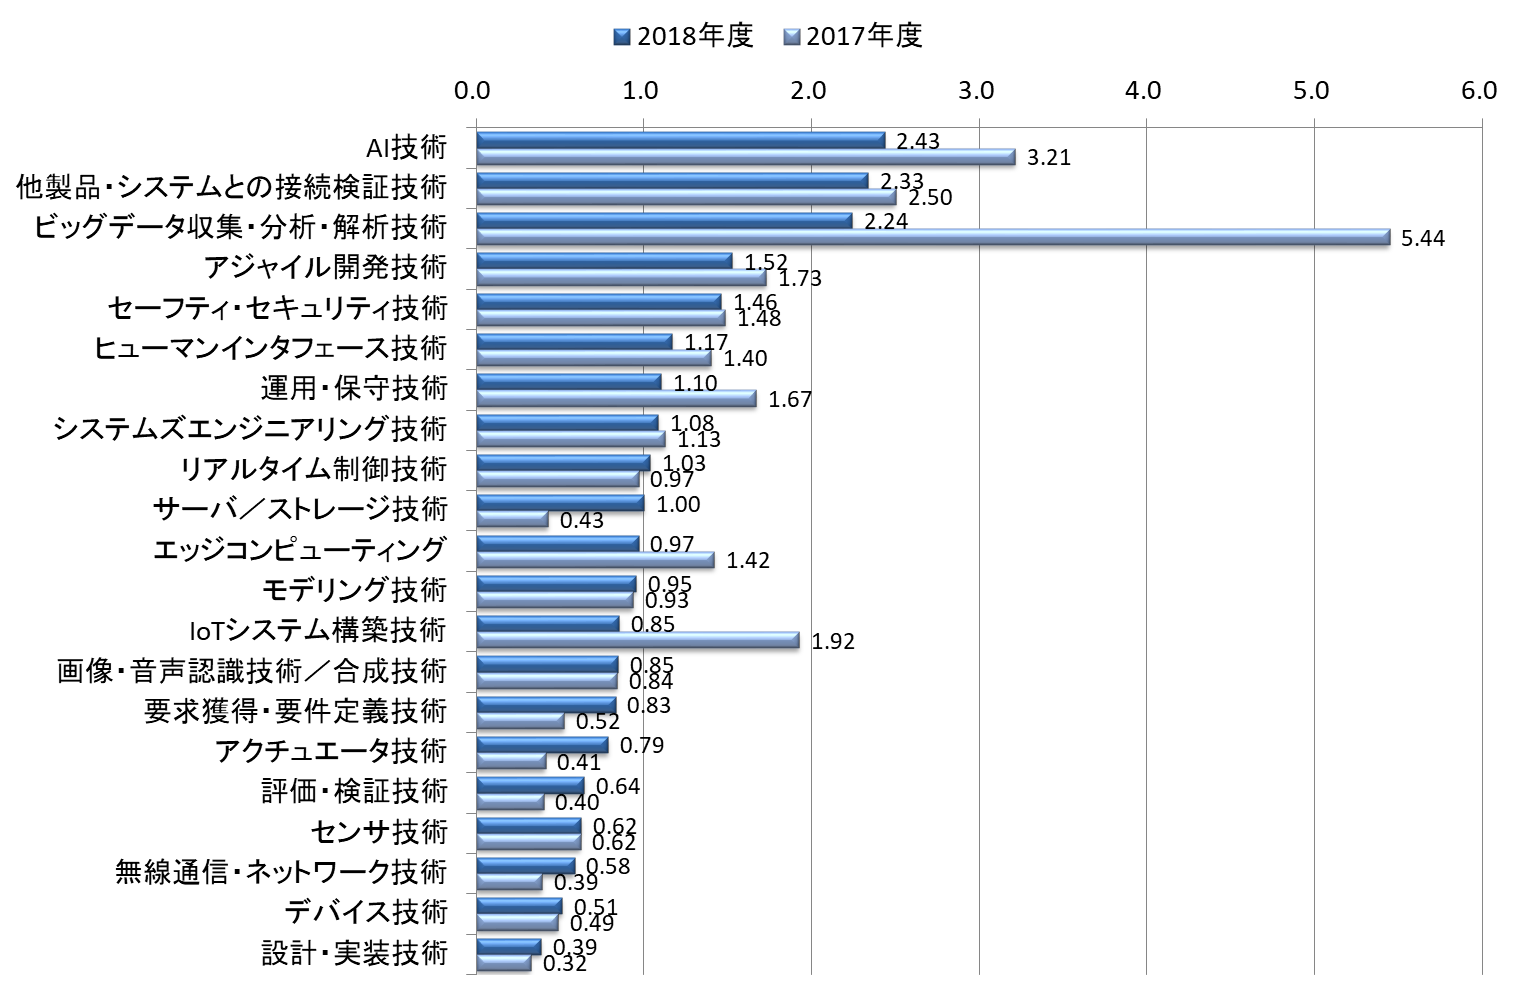 2018年度 2017年度
0.0 1.0 2.0 3.0 4.0 5.0 6.0
AI技術 2.43 3.21
他製品・システムとの接続検証技術 2.33 2.50
ビッグデータ収集・分析・解析技術 2.24 5.44
アジャイル開発技術 1.52 1.73
セーフティ・セキュリティ技術 1.46 1.48
ヒューマンインタフェース技術 1.17 1.40
運用・保守技術 1.10 1.67
システムズエンジニアリング技術 1.08 1.13
リアルタイム制御技術 1.03 0.97
サーバ／ストレージ技術 1.00 0.43
エッジコンピューティング 0.97 1.42
モデリング技術 0.95 0.93
IoTシステム構築技術 0.85 1.92
画像・音声認識技術／合成技術 0.85 0.84
要求獲得・要件定義技術 0.83 0.52
アクチュエータ技術 0.79 0.41
評価・検証技術 0.64 0.40
センサ技術 0.62 0.62
無線通信・ネットワーク技術 0.58 0.39
デバイス技術 0.51 0.49
設計・実装技術 0.39 0.32